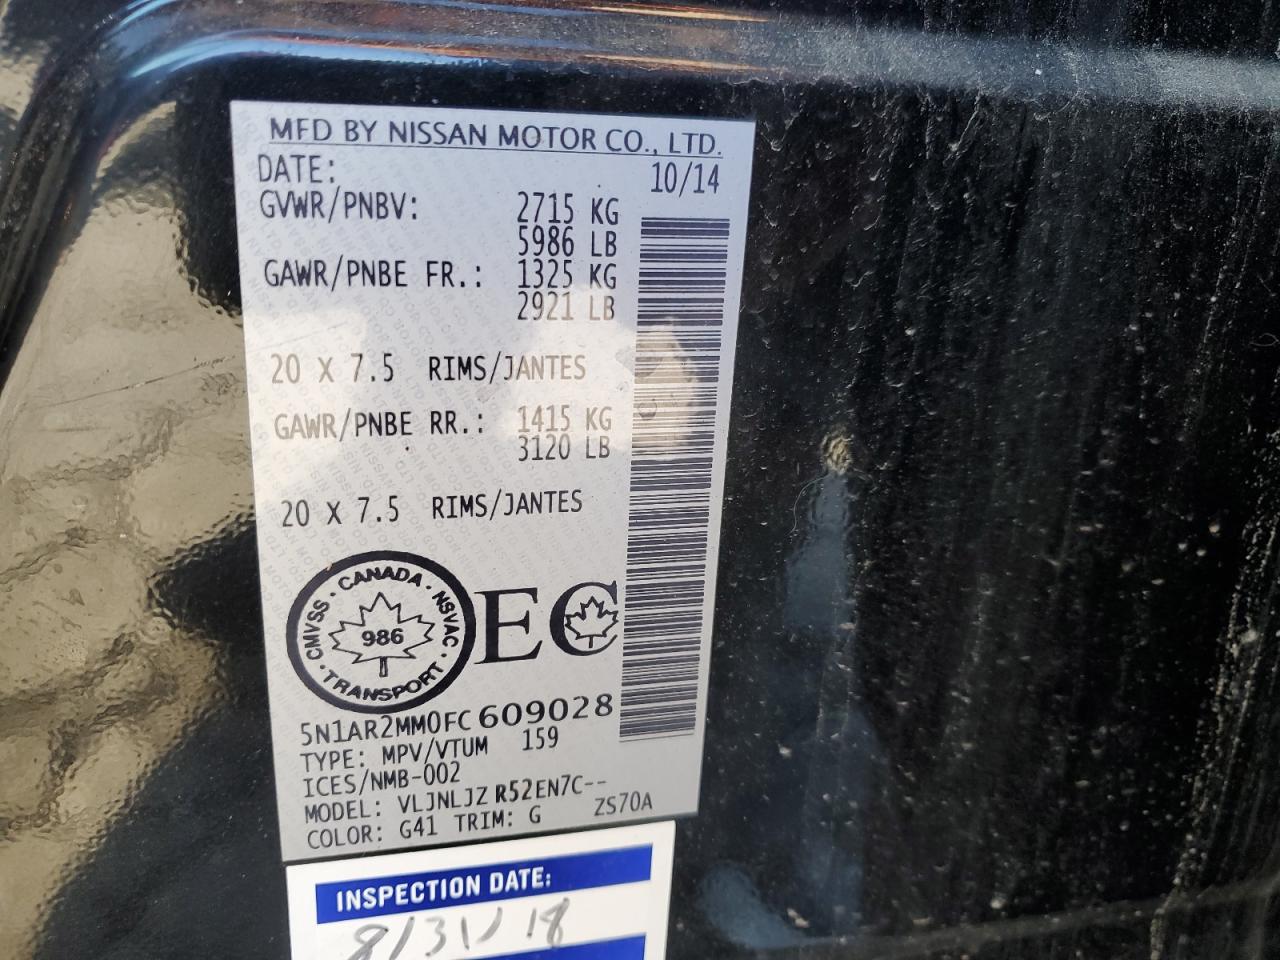 MFD BY NISSAN MOTOR CO., LTD.
DATE: 10/14
GVWR/PNBV: 2715 KG
5986 LB
GAWR/PNBE FR.: 1325 KG
2921 LB
20 X 7.5 RIMS/JANTES
GAWR/PNBE RR.: 1415 KG
3120 LB
20 X 7.5 RIMS/JANTES
CMVSS · CANADA · NSVAC · TRANSPORT ·
986
EC
5N1AR2MM0FC609028
TYPE: MPV/VTUM 159
ICES/NMB-002
MODEL: VLJNLJZ R52EN7C--
COLOR: G41 TRIM: G ZS70A
INSPECTION DATE:
8/31/18